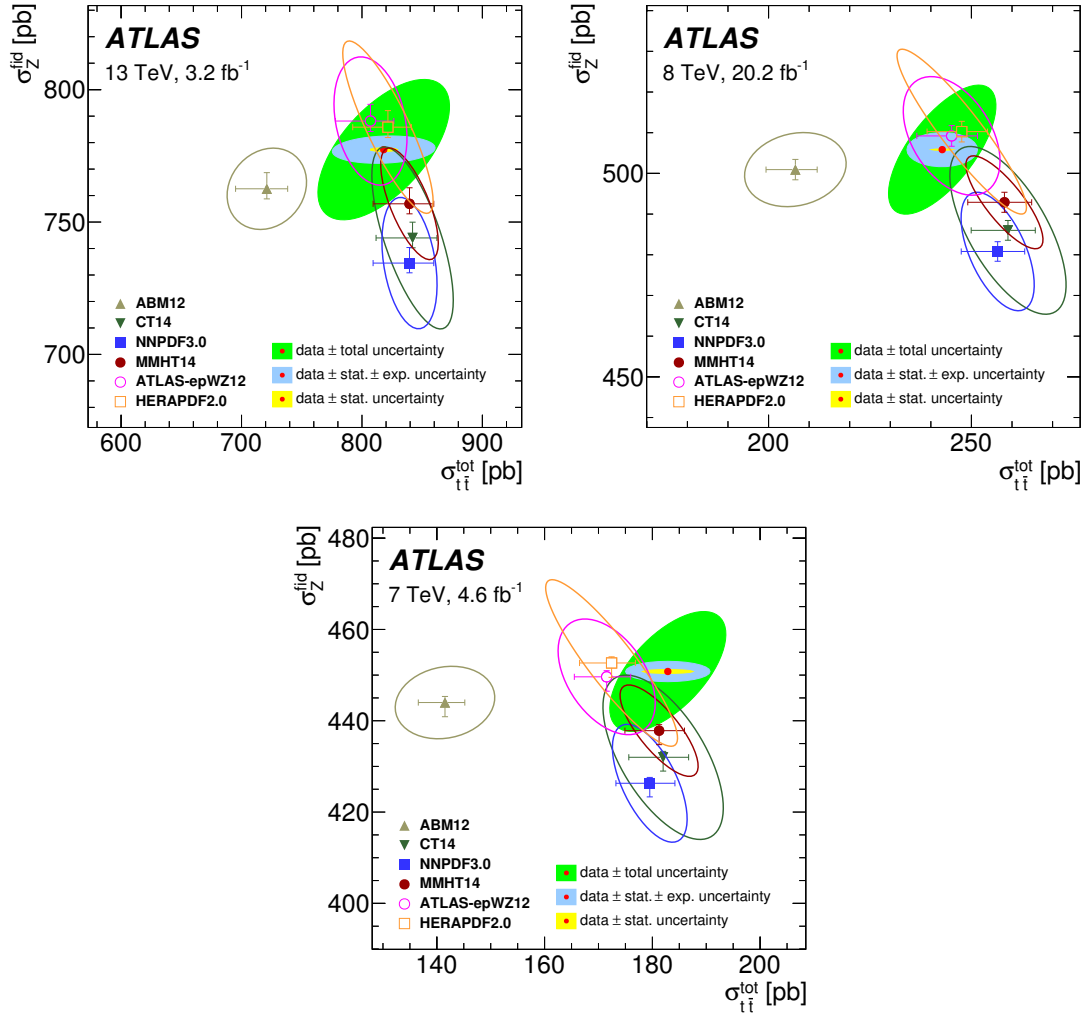 ATLAS
13 TeV, 3.2 fb⁻¹
σ_Z^fid [pb]
800
750
700
ABM12
CT14
NNPDF3.0
MMHT14
ATLAS-epWZ12
HERAPDF2.0
data ± total uncertainty
data ± stat. ± exp. uncertainty
data ± stat. uncertainty
600 700 800 900
σ_tt̄^tot [pb]
ATLAS
8 TeV, 20.2 fb⁻¹
σ_Z^fid [pb]
500
450
ABM12
CT14
NNPDF3.0
MMHT14
ATLAS-epWZ12
HERAPDF2.0
data ± total uncertainty
data ± stat. ± exp. uncertainty
data ± stat. uncertainty
200 250
σ_tt̄^tot [pb]
ATLAS
7 TeV, 4.6 fb⁻¹
σ_Z^fid [pb]
480
460
440
420
400
ABM12
CT14
NNPDF3.0
MMHT14
ATLAS-epWZ12
HERAPDF2.0
data ± total uncertainty
data ± stat. ± exp. uncertainty
data ± stat. uncertainty
140 160 180 200
σ_tt̄^tot [pb]